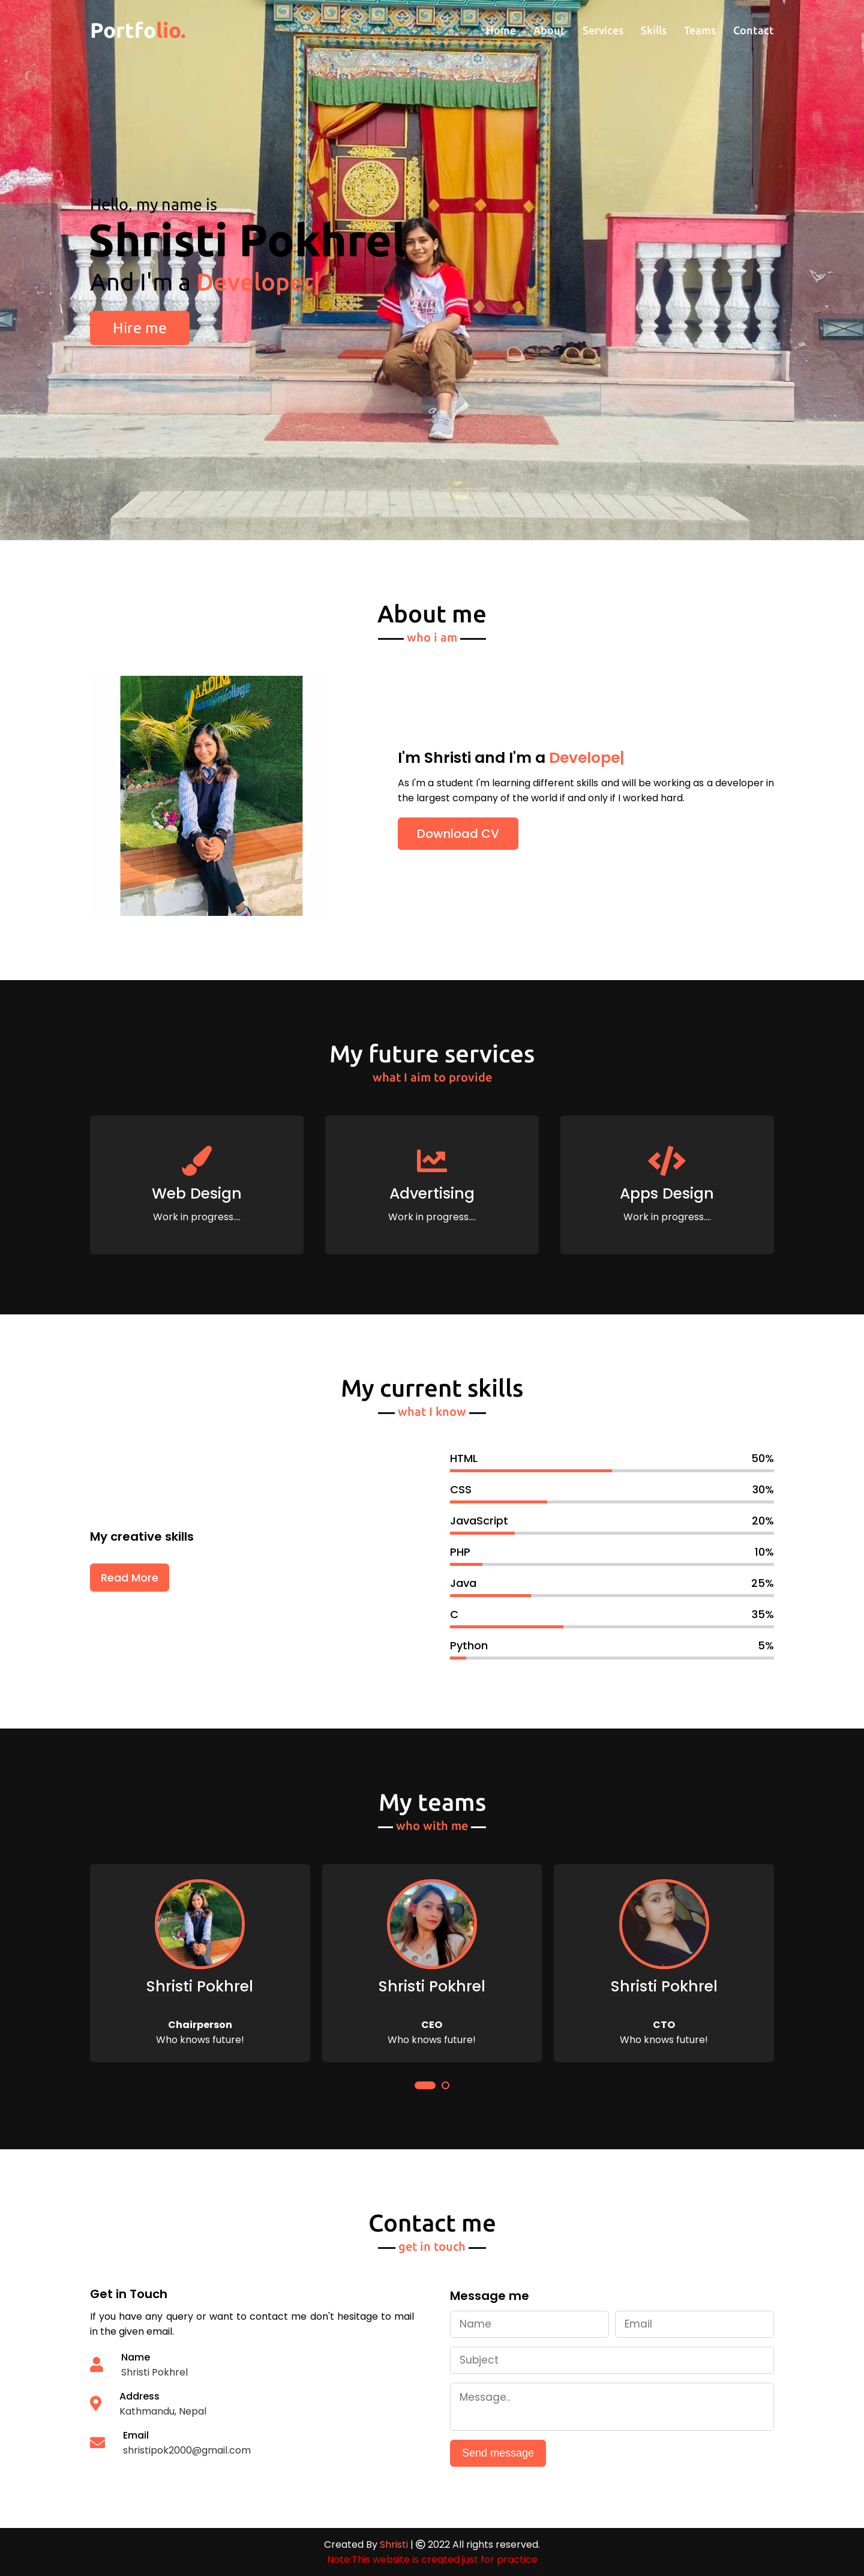 Portfolio.
Home About Services Skills Teams Contact
Hello, my name is
Shristi Pokhrel
And I'm a Developer|
Hire me
About me
who i am
AADIM
National College
I'm Shristi and I'm a Develope|
As I'm a student I'm learning different skills and will be working as a developer in
the largest company of the world if and only if I worked hard.
Download CV
My future services
what I aim to provide
Web Design
Work in progress....
Advertising
Work in progress....
Apps Design
Work in progress....
My current skills
what I know
My creative skills
Read More
HTML 50%
CSS 30%
JavaScript 20%
PHP 10%
Java 25%
C 35%
Python 5%
My teams
who with me
Shristi Pokhrel
Chairperson
Who knows future!
Shristi Pokhrel
CEO
Who knows future!
Shristi Pokhrel
CTO
Who knows future!
Contact me
get in touch
Get in Touch
If you have any query or want to contact me don't hesitage to mail
in the given email.
Name
Shristi Pokhrel
Address
Kathmandu, Nepal
Email
shristipok2000@gmail.com
Message me
Name
Email
Subject
Message..
Send message
Created By Shristi | © 2022 All rights reserved.
Note:This website is created just for practice